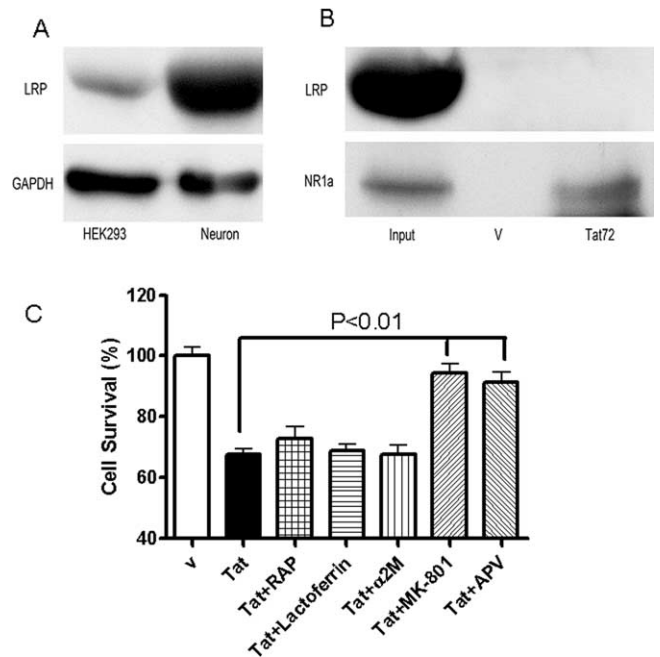 A
LRP
GAPDH
HEK293 Neuron
B
LRP
NR1a
Input V Tat72
C
P<0.01
Cell Survival (%)
120
100
80
60
40
v
Tat
Tat+RAP
Tat+Lactoferrin
Tat+α2M
Tat+MK-801
Tat+APV